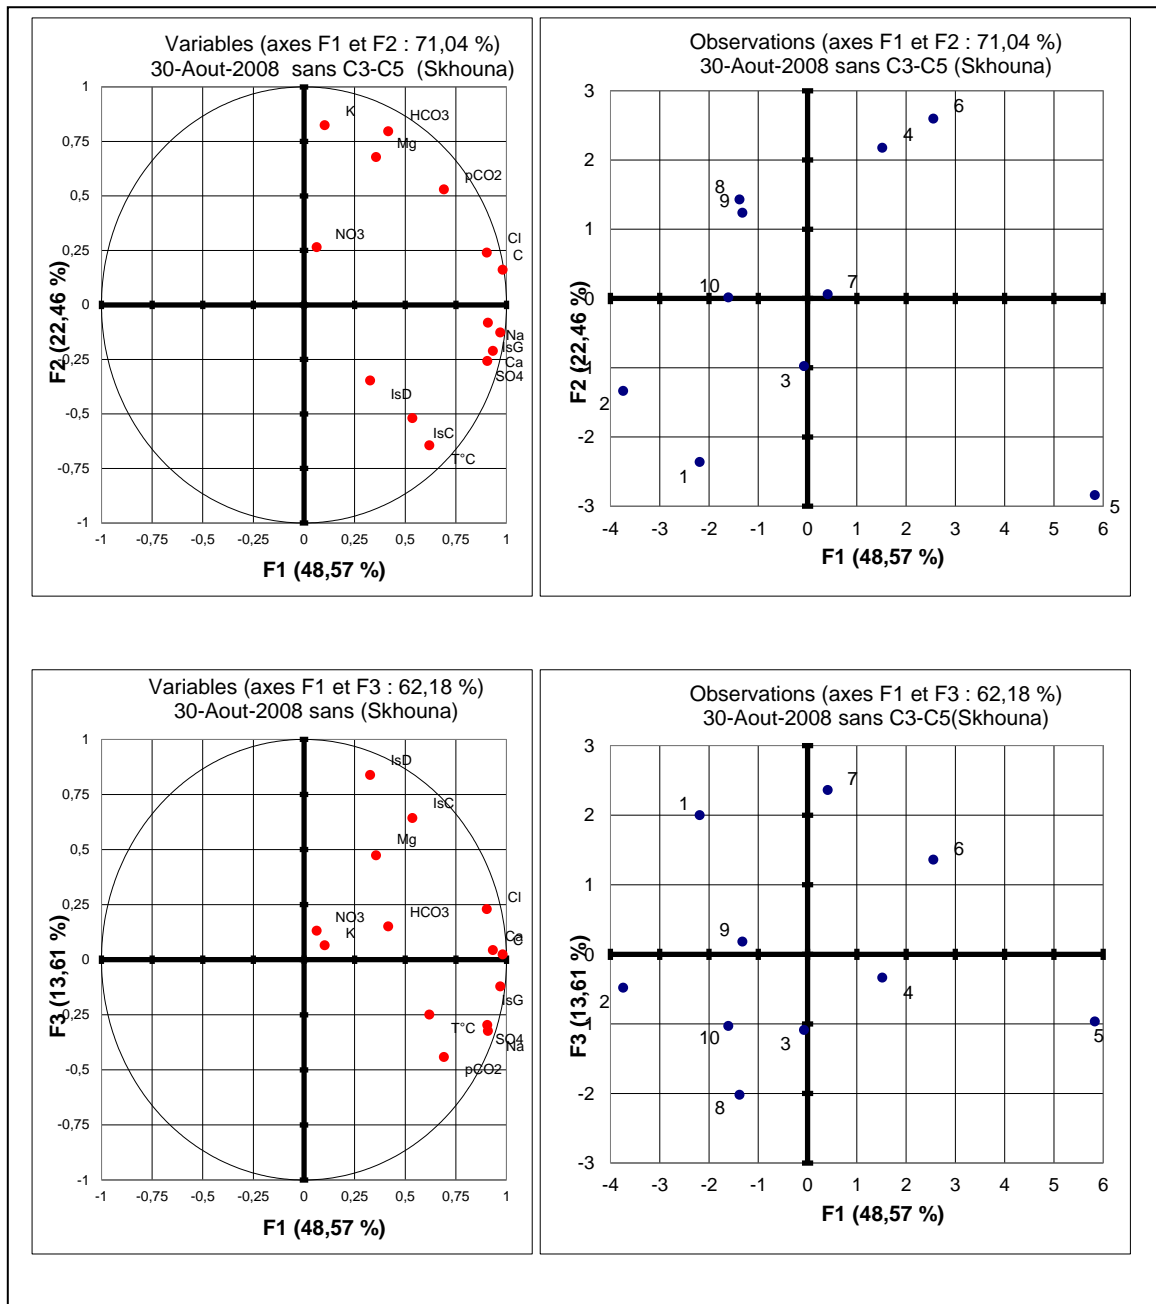 Variables (axes F1 et F2 : 71,04 %)
30-Aout-2008 sans C3-C5 (Skhouna)
1
0,75
0,5
0,25
0
-0,25
-0,5
-0,75
-1
F2 (22,46 %)
K
HCO3
Mg
pCO2
NO3
Cl
C
Na
IsG
Ca
SO4
IsD
IsC
T°C
-1 -0,75 -0,5 -0,25 0 0,25 0,5 0,75 1
F1 (48,57 %)
Observations (axes F1 et F2 : 71,04 %)
30-Aout-2008 sans C3-C5 (Skhouna)
3
2
1
0
-1
-2
-3
F2 (22,46 %)
6
4
8
9
10
7
3
2
1
5
-4 -3 -2 -1 0 1 2 3 4 5 6
F1 (48,57 %)
Variables (axes F1 et F3 : 62,18 %)
30-Aout-2008 sans (Skhouna)
1
0,75
0,5
0,25
0
-0,25
-0,5
-0,75
-1
F3 (13,61 %)
IsD
IsC
Mg
Cl
NO3
HCO3
K
Ca
C
IsG
T°C
SO4
Na
pCO2
-1 -0,75 -0,5 -0,25 0 0,25 0,5 0,75 1
F1 (48,57 %)
Observations (axes F1 et F3 : 62,18 %)
30-Aout-2008 sans C3-C5(Skhouna)
3
2
1
0
-1
-2
-3
F3 (13,61 %)
7
1
6
9
4
2
10
3
5
8
-4 -3 -2 -1 0 1 2 3 4 5 6
F1 (48,57 %)